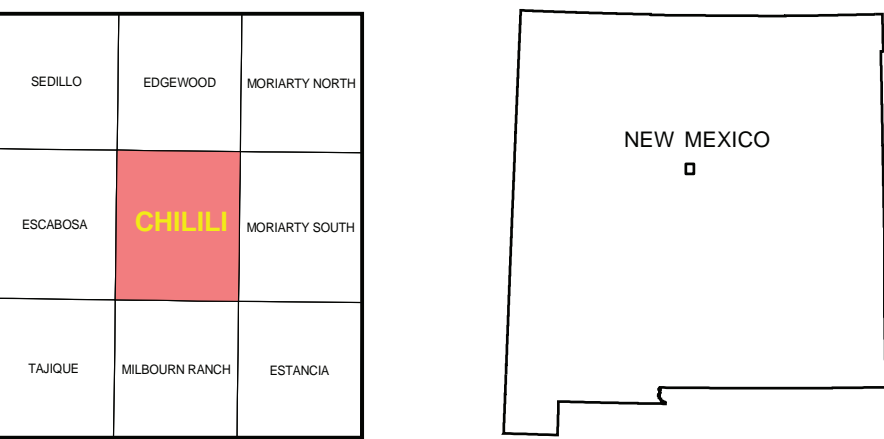 SEDILLO
EDGEWOOD
MORIARTY NORTH
ESCABOSA
CHILILI
MORIARTY SOUTH
TAJIQUE
MILBOURN RANCH
ESTANCIA
NEW MEXICO